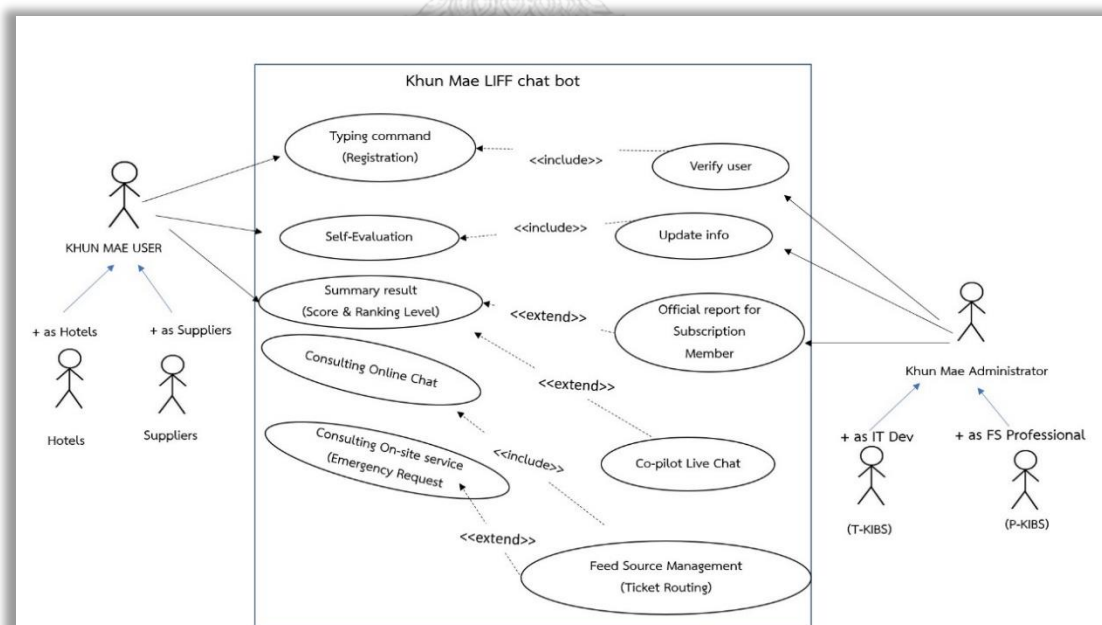 Khun Mae LIFF chat bot
Typing command
(Registration)
<<include>>
Verify user
KHUN MAE USER
Self-Evaluation
<<include>>
Update info
Summary result
(Score & Ranking Level)
<<extend>>
Official report for
Subscription
Member
+ as Hotels
+ as Suppliers
Consulting Online Chat
<<extend>>
Khun Mae Administrator
Hotels
Suppliers
Consulting On-site service
(Emergency Request)
<<include>>
Co-pilot Live Chat
+ as IT Dev
+ as FS Professional
(T-KIBS)
(P-KIBS)
<<extend>>
Feed Source Management
(Ticket Routing)